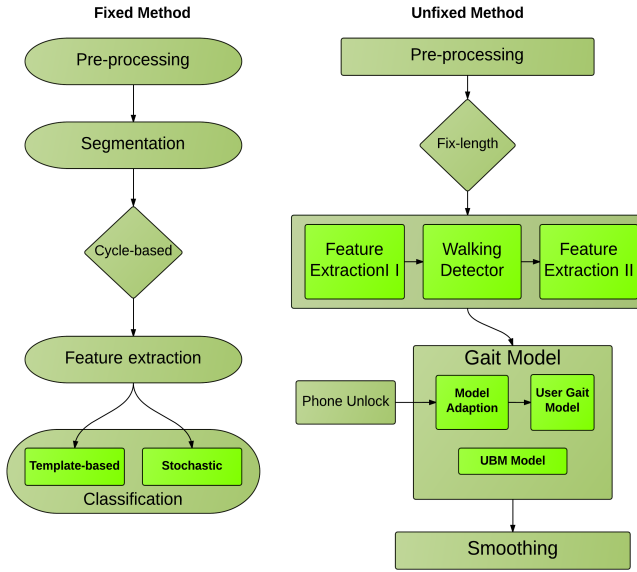 Fixed Method
Pre-processing
Segmentation
Cycle-based
Feature extraction
Template-based
Stochastic
Classification
Unfixed Method
Pre-processing
Fix-length
Feature
ExtractionI I
Walking
Detector
Feature
Extraction II
Gait Model
Phone Unlock
Model
Adaption
User Gait
Model
UBM Model
Smoothing